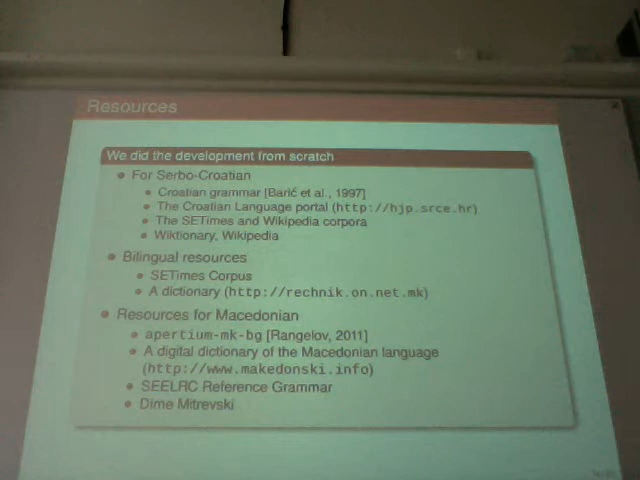 Resources
We did the development from scratch
For Serbo-Croatian
Croatian grammar [Barić et al., 1997]
The Croatian Language portal (http://hjp.srce.hr)
The SETimes and Wikipedia corpora
Wiktionary, Wikipedia
Bilingual resources
SETimes Corpus
A dictionary (http://rechnik.on.net.mk)
Resources for Macedonian
apertium-mk-bg [Rangelov, 2011]
A digital dictionary of the Macedonian language
(http://www.makedonski.info)
SEELRC Reference Grammar
Dime Mitrevski